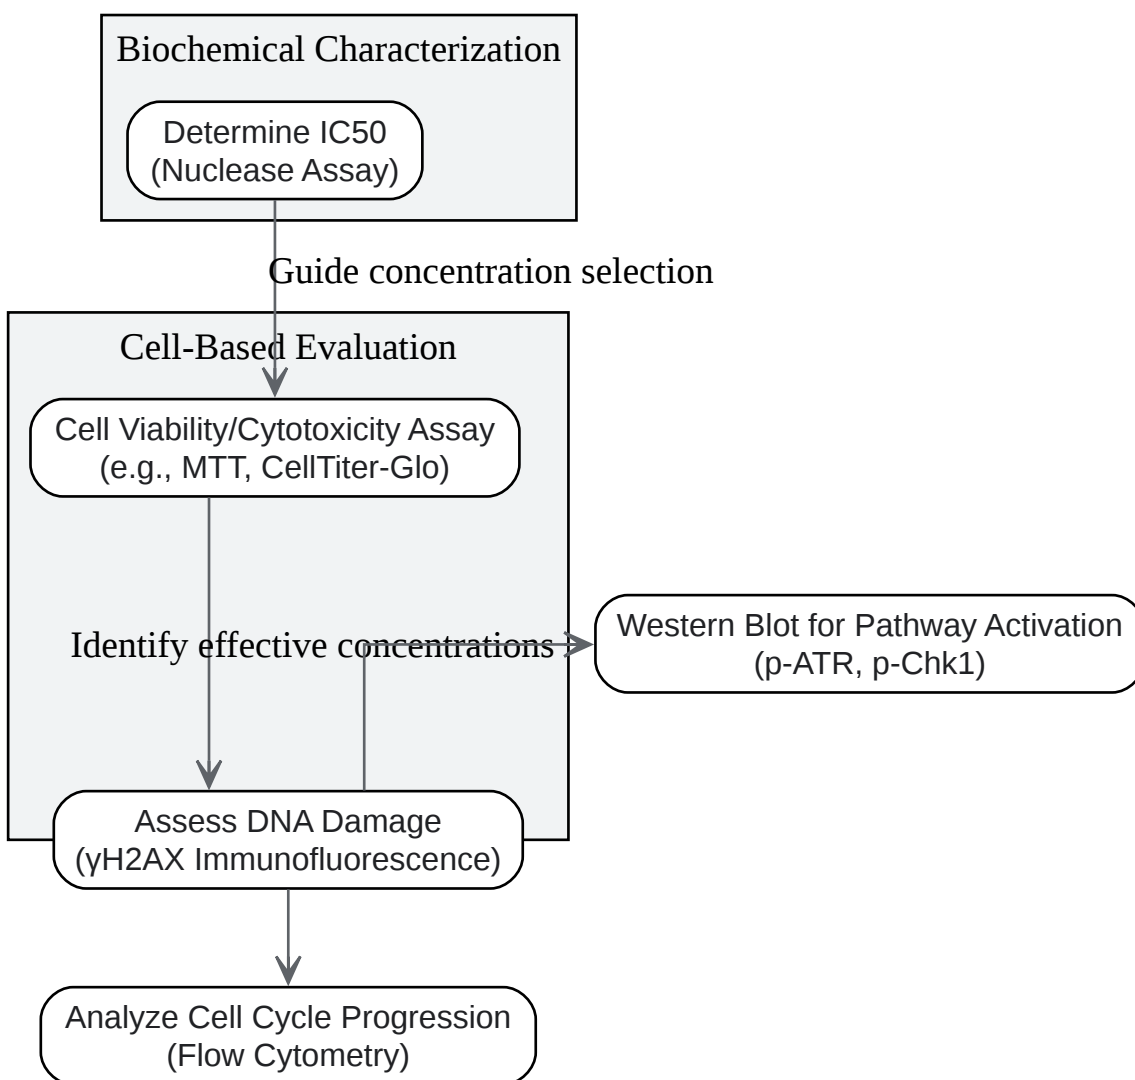 Biochemical Characterization
Determine IC50
(Nuclease Assay)
Guide concentration selection
Cell-Based Evaluation
Cell Viability/Cytotoxicity Assay
(e.g., MTT, CellTiter-Glo)
Identify effective concentrations
Western Blot for Pathway Activation
(p-ATR, p-Chk1)
Assess DNA Damage
(γH2AX Immunofluorescence)
Analyze Cell Cycle Progression
(Flow Cytometry)